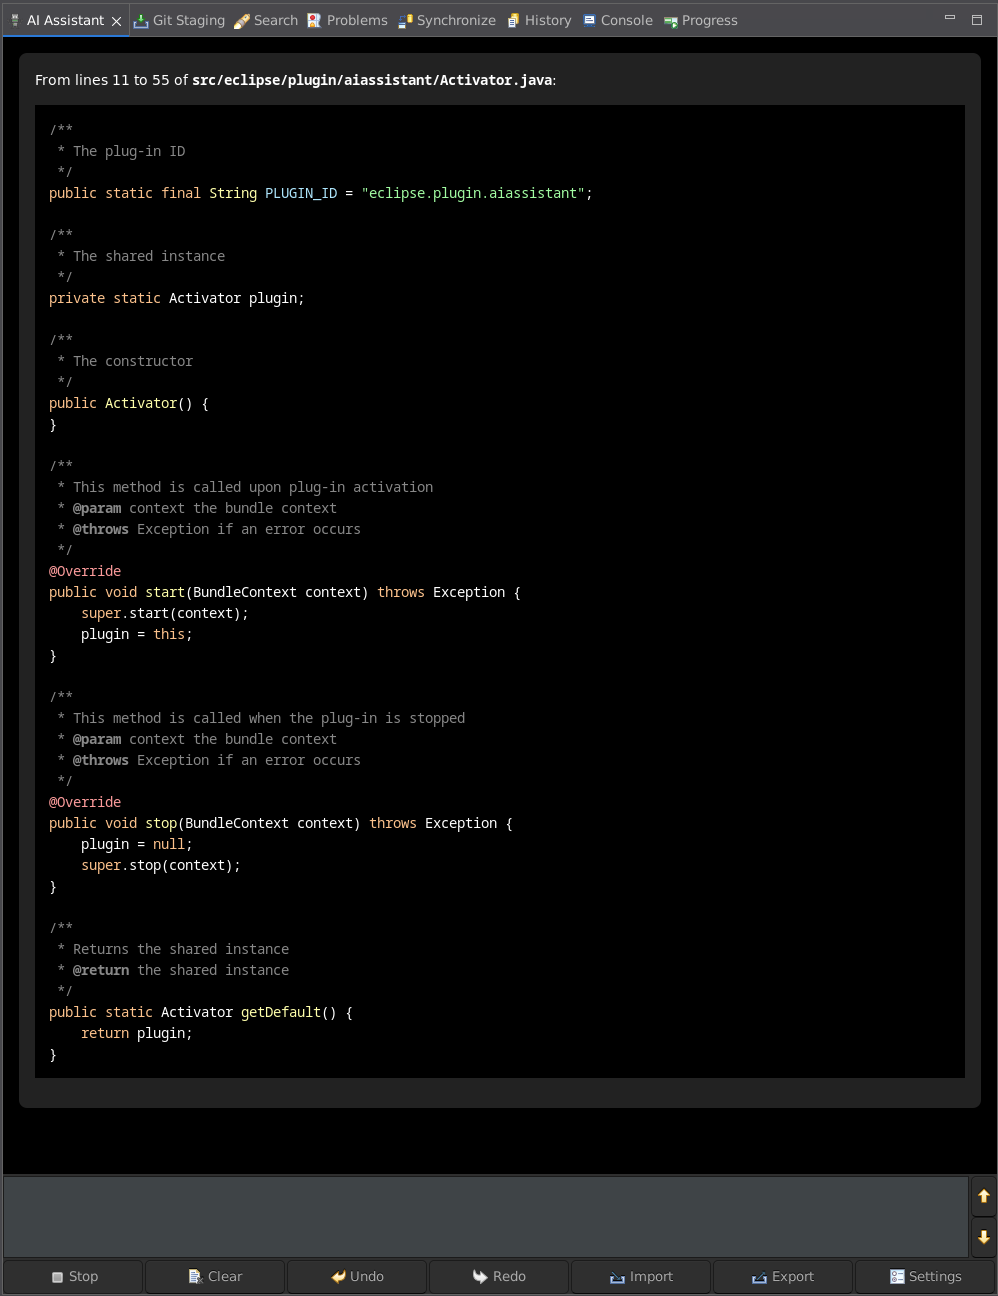 AI Assistant Git Staging Search Problems Synchronize History Console Progress
From lines 11 to 55 of src/eclipse/plugin/aiassistant/Activator.java:
/**
 * The plug-in ID
 */
public static final String PLUGIN_ID = "eclipse.plugin.aiassistant";

/**
 * The shared instance
 */
private static Activator plugin;

/**
 * The constructor
 */
public Activator() {
}

/**
 * This method is called upon plug-in activation
 * @param context the bundle context
 * @throws Exception if an error occurs
 */
@Override
public void start(BundleContext context) throws Exception {
    super.start(context);
    plugin = this;
}

/**
 * This method is called when the plug-in is stopped
 * @param context the bundle context
 * @throws Exception if an error occurs
 */
@Override
public void stop(BundleContext context) throws Exception {
    plugin = null;
    super.stop(context);
}

/**
 * Returns the shared instance
 * @return the shared instance
 */
public static Activator getDefault() {
    return plugin;
}
Stop Clear Undo Redo Import Export Settings